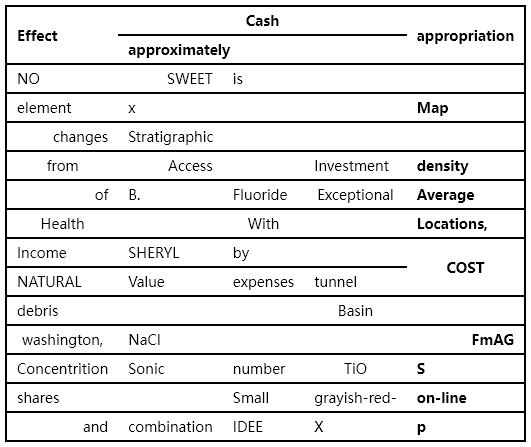 Effect Cash appropriation
approximately
NO SWEET is
element x Map
changes Stratigraphic
from Access Investment density
of B. Fluoride Exceptional Average
Health With Locations,
Income SHERYL by COST
NATURAL Value expenses tunnel
debris Basin
washington, NaCl FmAG
Concentrition Sonic number TiO S
shares Small grayish-red- on-line
and combination IDEE X p